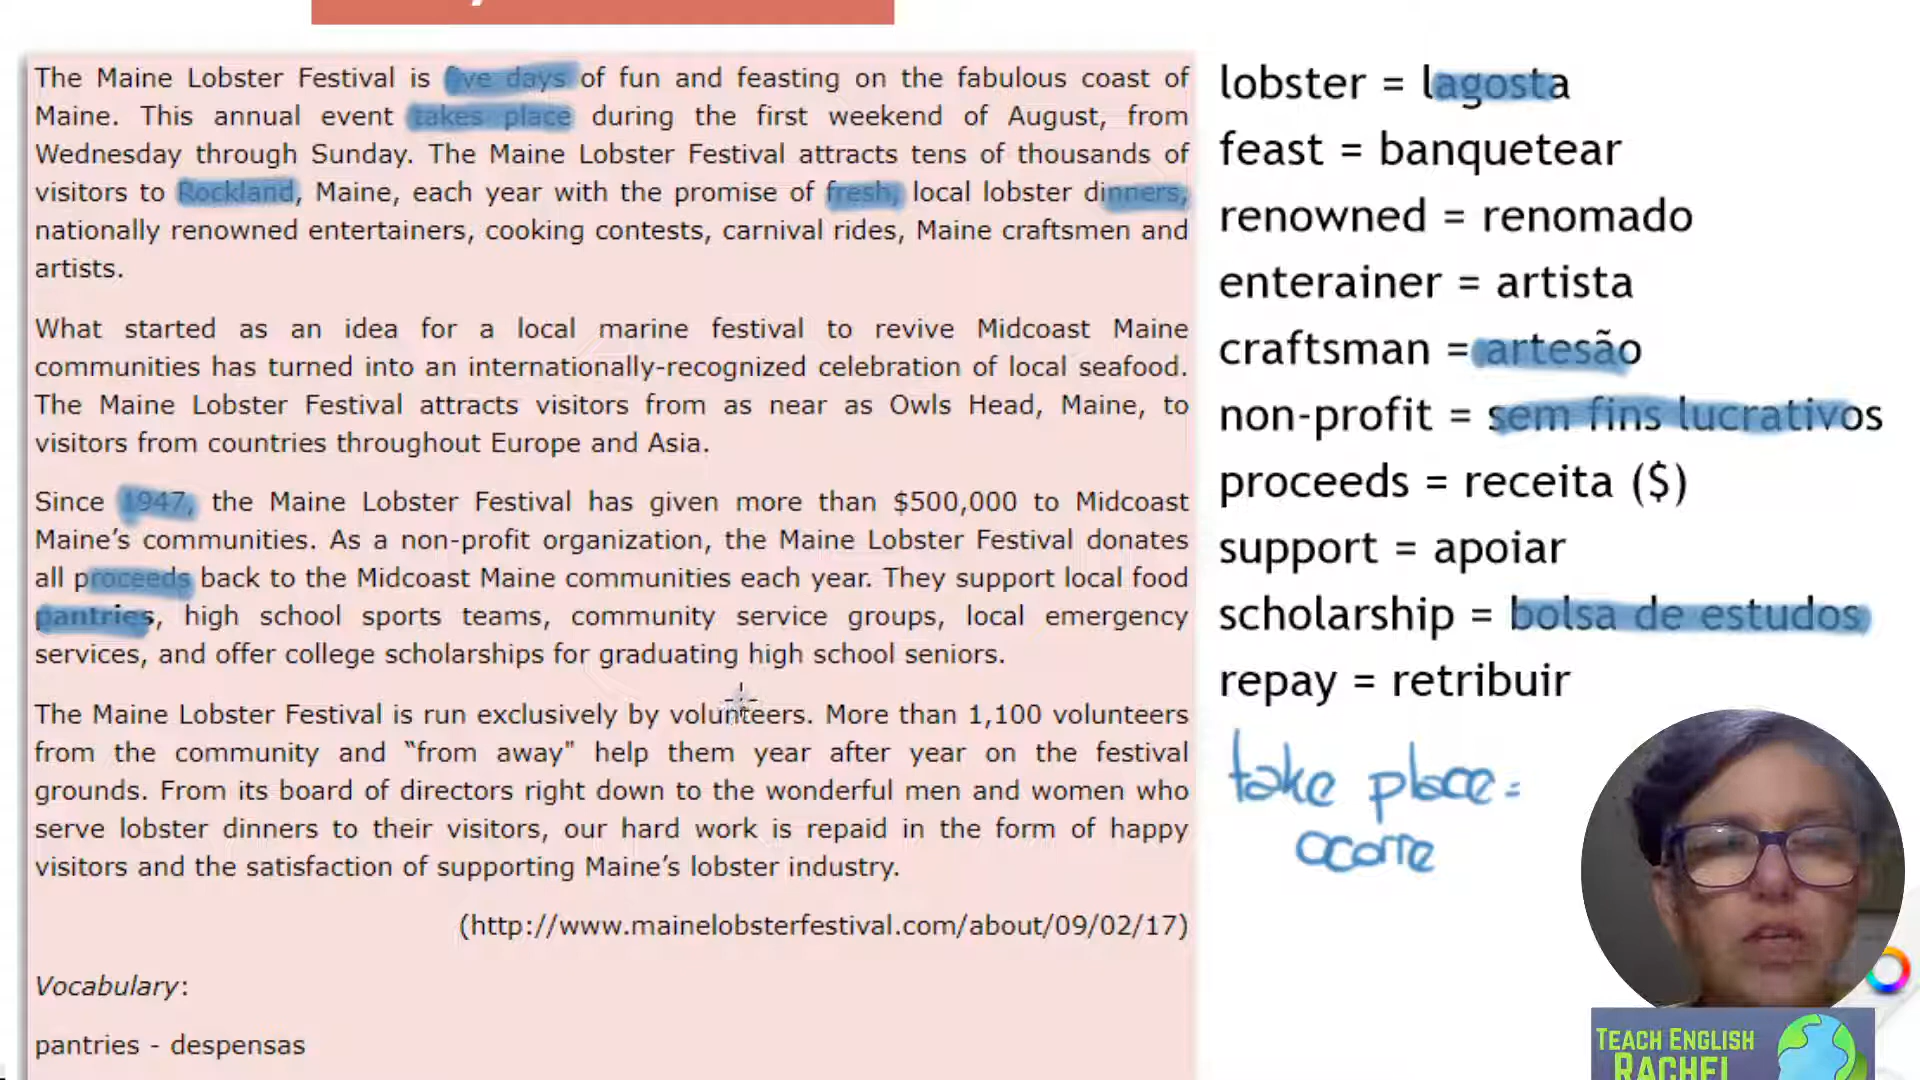 The Maine Lobster Festival is five days of fun and feasting on the fabulous coast of
Maine. This annual event takes place during the first weekend of August, from
Wednesday through Sunday. The Maine Lobster Festival attracts tens of thousands of
visitors to Rockland, Maine, each year with the promise of fresh, local lobster dinners,
nationally renowned entertainers, cooking contests, carnival rides, Maine craftsmen and
artists.
What started as an idea for a local marine festival to revive Midcoast Maine
communities has turned into an internationally-recognized celebration of local seafood.
The Maine Lobster Festival attracts visitors from as near as Owls Head, Maine, to
visitors from countries throughout Europe and Asia.
Since 1947, the Maine Lobster Festival has given more than $500,000 to Midcoast
Maine’s communities. As a non-profit organization, the Maine Lobster Festival donates
all proceeds back to the Midcoast Maine communities each year. They support local food
pantries, high school sports teams, community service groups, local emergency
services, and offer college scholarships for graduating high school seniors.
The Maine Lobster Festival is run exclusively by volunteers. More than 1,100 volunteers
from the community and “from away" help them year after year on the festival
grounds. From its board of directors right down to the wonderful men and women who
serve lobster dinners to their visitors, our hard work is repaid in the form of happy
visitors and the satisfaction of supporting Maine’s lobster industry.
(http://www.mainelobsterfestival.com/about/09/02/17)
Vocabulary:
pantries - despensas
lobster = lagosta
feast = banquetear
renowned = renomado
enterainer = artista
craftsman = artesão
non-profit = sem fins lucrativos
proceeds = receita ($)
support = apoiar
scholarship = bolsa de estudos
repay = retribuir
take place =
ocorre
TEACH ENGLISH
RACHEL